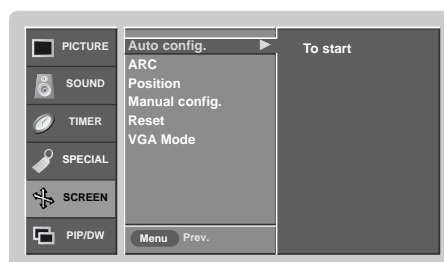 PICTURE
SOUND
TIMER
SPECIAL
SCREEN
PIP/DW
Auto config.
ARC
Position
Manual config.
Reset
VGA Mode
Menu Prev.
To start